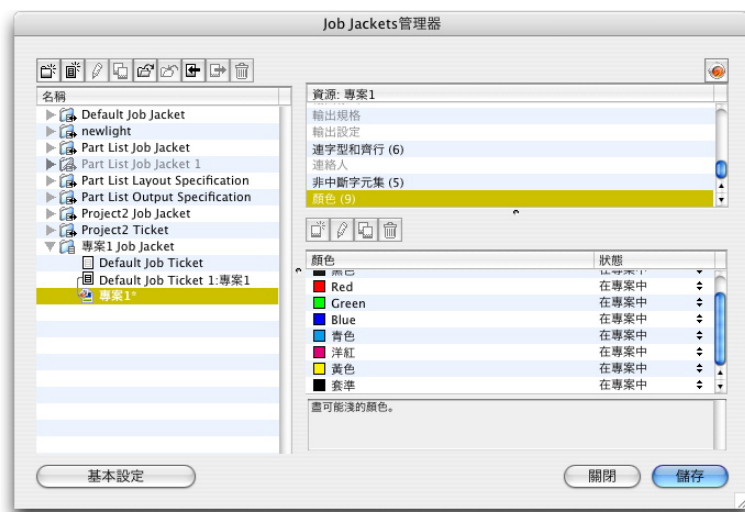 Job Jackets管理器
名稱
Default Job Jacket
newlight
Part List Job Jacket
Part List Job Jacket 1
Part List Layout Specification
Part List Output Specification
Project2 Job Jacket
Project2 Ticket
專案1 Job Jacket
Default Job Ticket
Default Job Ticket 1:專案1
專案1*
資源: 專案1
輸出規格
輸出設定
連字型和齊行 (6)
連絡人
非中斷字元集 (5)
顏色 (9)
顏色 狀態
黑色 在專案中
Red 在專案中
Green 在專案中
Blue 在專案中
青色 在專案中
洋紅 在專案中
黃色 在專案中
套準 在專案中
盡可能淺的顏色。
基本設定 關閉 儲存